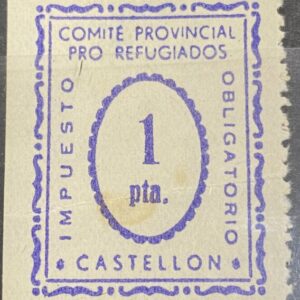 COMITÉ PROVINCIAL
PRO REFUGIADOS
IMPUESTO
OBLIGATORIO
1
pta.
CASTELLON